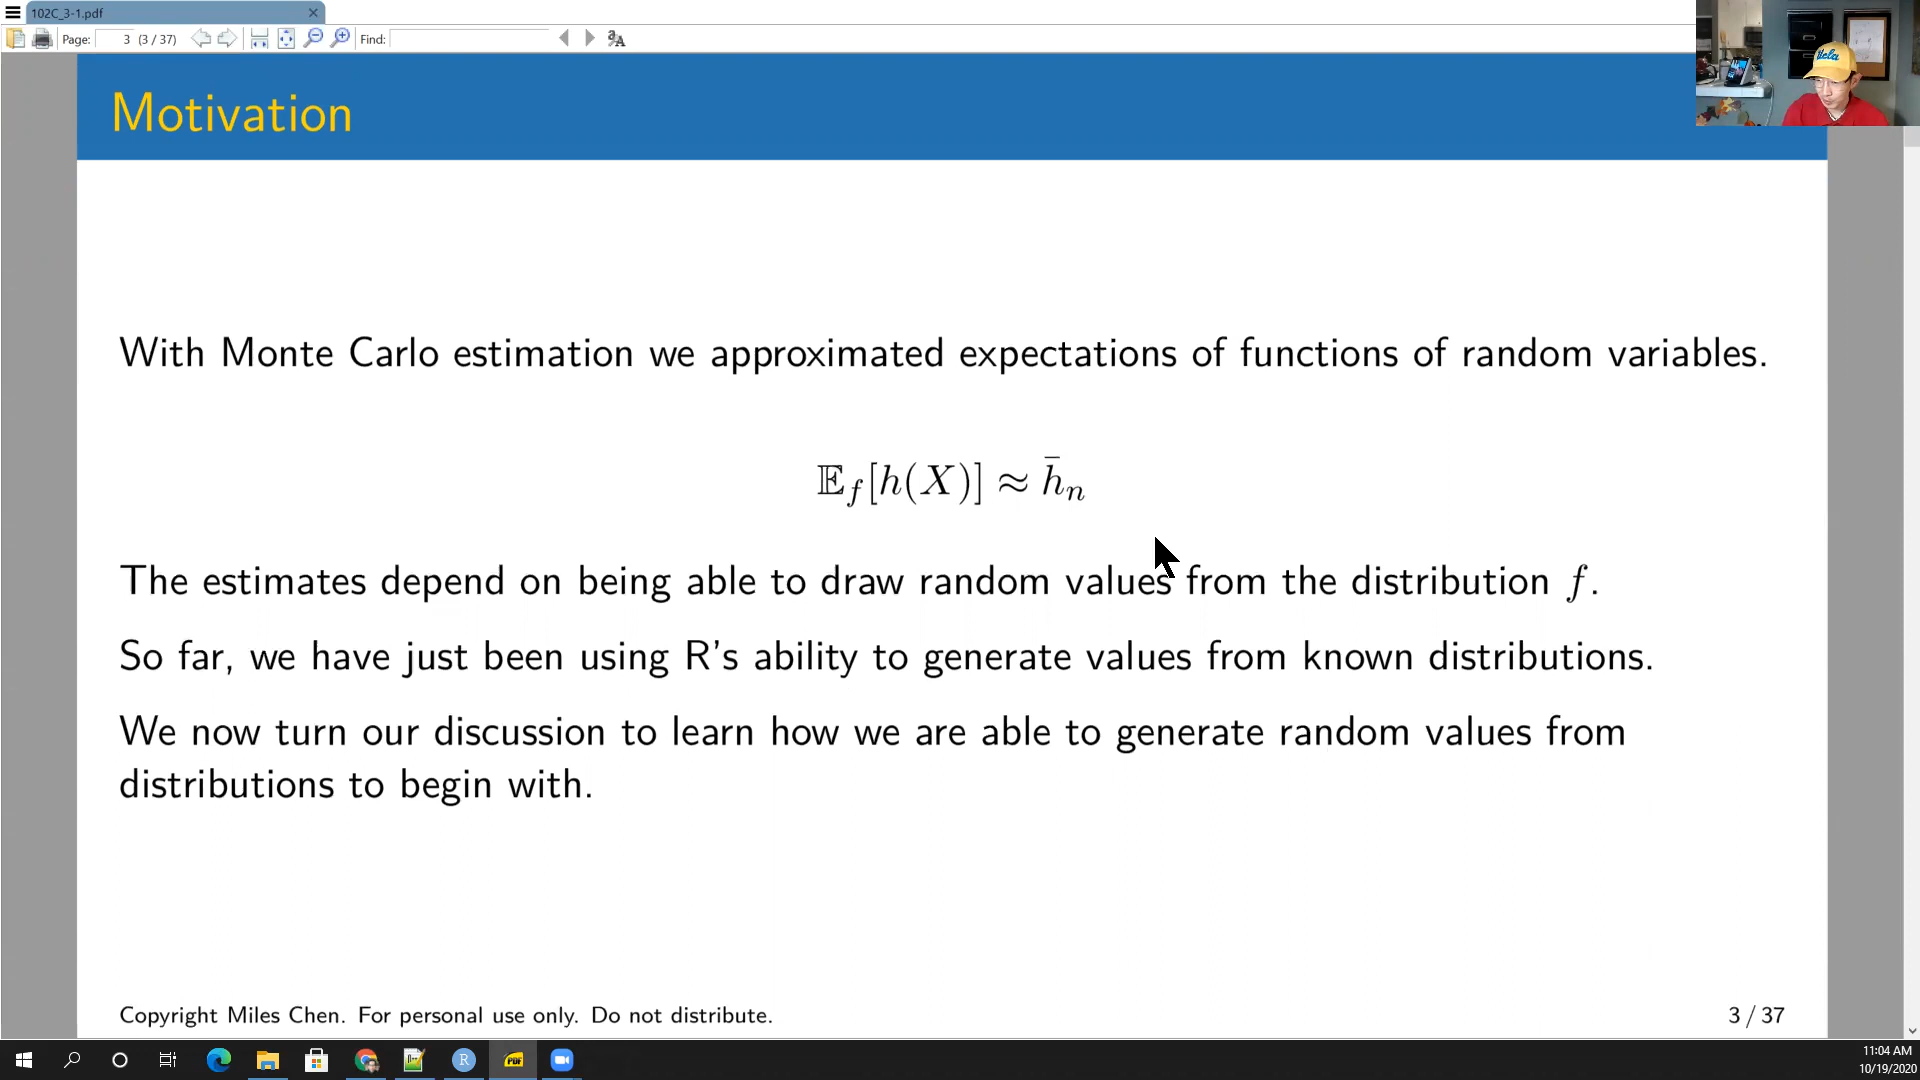 102C_3-1.pdf
Page: 3 (3 / 37) Find:
Ucla
Motivation
With Monte Carlo estimation we approximated expectations of functions of random variables.
𝔼_f[h(X)] ≈ h̄_n
The estimates depend on being able to draw random values from the distribution f.
So far, we have just been using R's ability to generate values from known distributions.
We now turn our discussion to learn how we are able to generate random values from
distributions to begin with.
Copyright Miles Chen. For personal use only. Do not distribute.
3 / 37
R
PDF
11:04 AM
10/19/2020